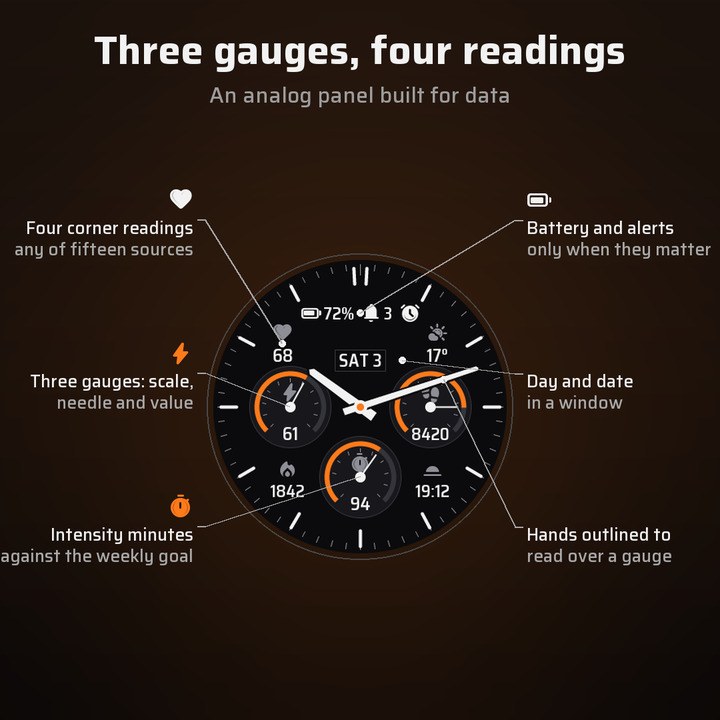 Three gauges, four readings
An analog panel built for data
Four corner readings
any of fifteen sources
Battery and alerts
only when they matter
72% 3
68
SAT 3
17°
Three gauges: scale,
needle and value
Day and date
in a window
61
8420
1842
94
19:12
Intensity minutes
against the weekly goal
Hands outlined to
read over a gauge